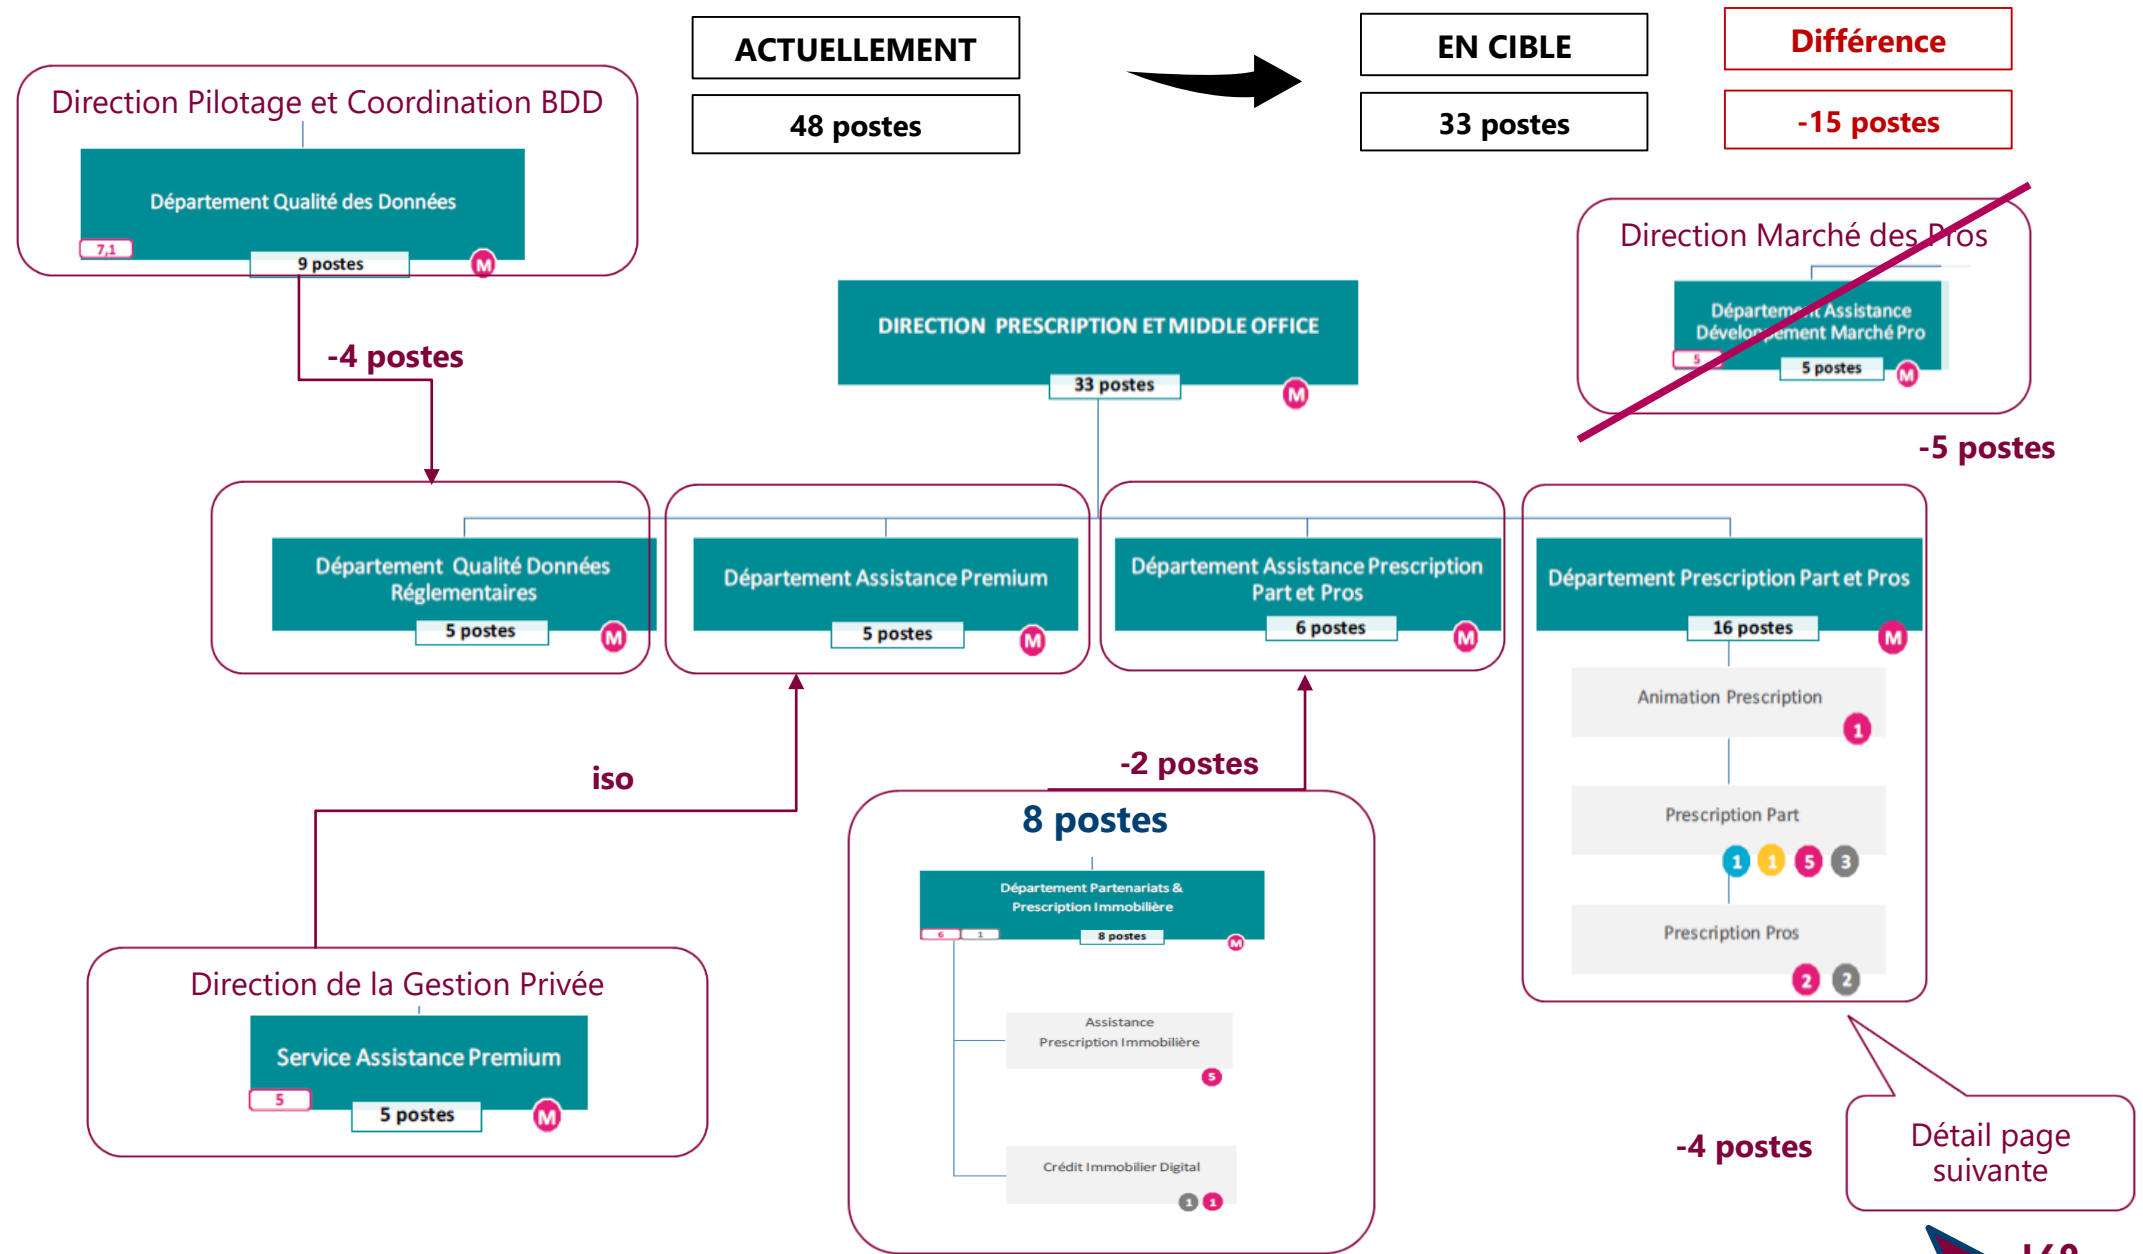 ACTUELLEMENT
EN CIBLE
Différence
48 postes
33 postes
-15 postes
Direction Pilotage et Coordination BDD
Département Qualité des Données
7,1
9 postes
M
-4 postes
DIRECTION PRESCRIPTION ET MIDDLE OFFICE
33 postes
M
Direction Marché des Pros
Département Assistance
Développement Marché Pro
5
5 postes
M
-5 postes
Département Qualité Données
Réglementaires
5 postes
M
Département Assistance Premium
5 postes
M
Département Assistance Prescription
Part et Pros
6 postes
M
Département Prescription Part et Pros
16 postes
M
Animation Prescription
1
Prescription Part
1 1 5 3
Prescription Pros
2 2
iso
-2 postes
8 postes
Département Partenariats &
Prescription Immobilière
6 1
8 postes
M
Assistance
Prescription Immobilière
5
Crédit Immobilier Digital
1 1
Direction de la Gestion Privée
Service Assistance Premium
5
5 postes
M
-4 postes
Détail page
suivante